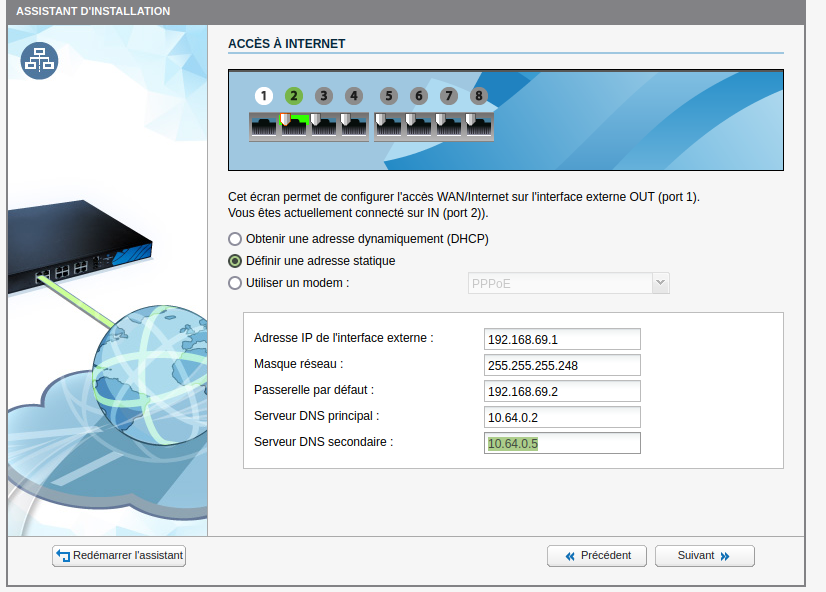 ASSISTANT D'INSTALLATION
ACCÈS À INTERNET
1 2 3 4 5 6 7 8
Cet écran permet de configurer l'accès WAN/Internet sur l'interface externe OUT (port 1).
Vous êtes actuellement connecté sur IN (port 2)).
Obtenir une adresse dynamiquement (DHCP)
Définir une adresse statique
Utiliser un modem : PPPoE
Adresse IP de l'interface externe : 192.168.69.1
Masque réseau : 255.255.255.248
Passerelle par défaut : 192.168.69.2
Serveur DNS principal : 10.64.0.2
Serveur DNS secondaire : 10.64.0.5
Redémarrer l'assistant Précédent Suivant